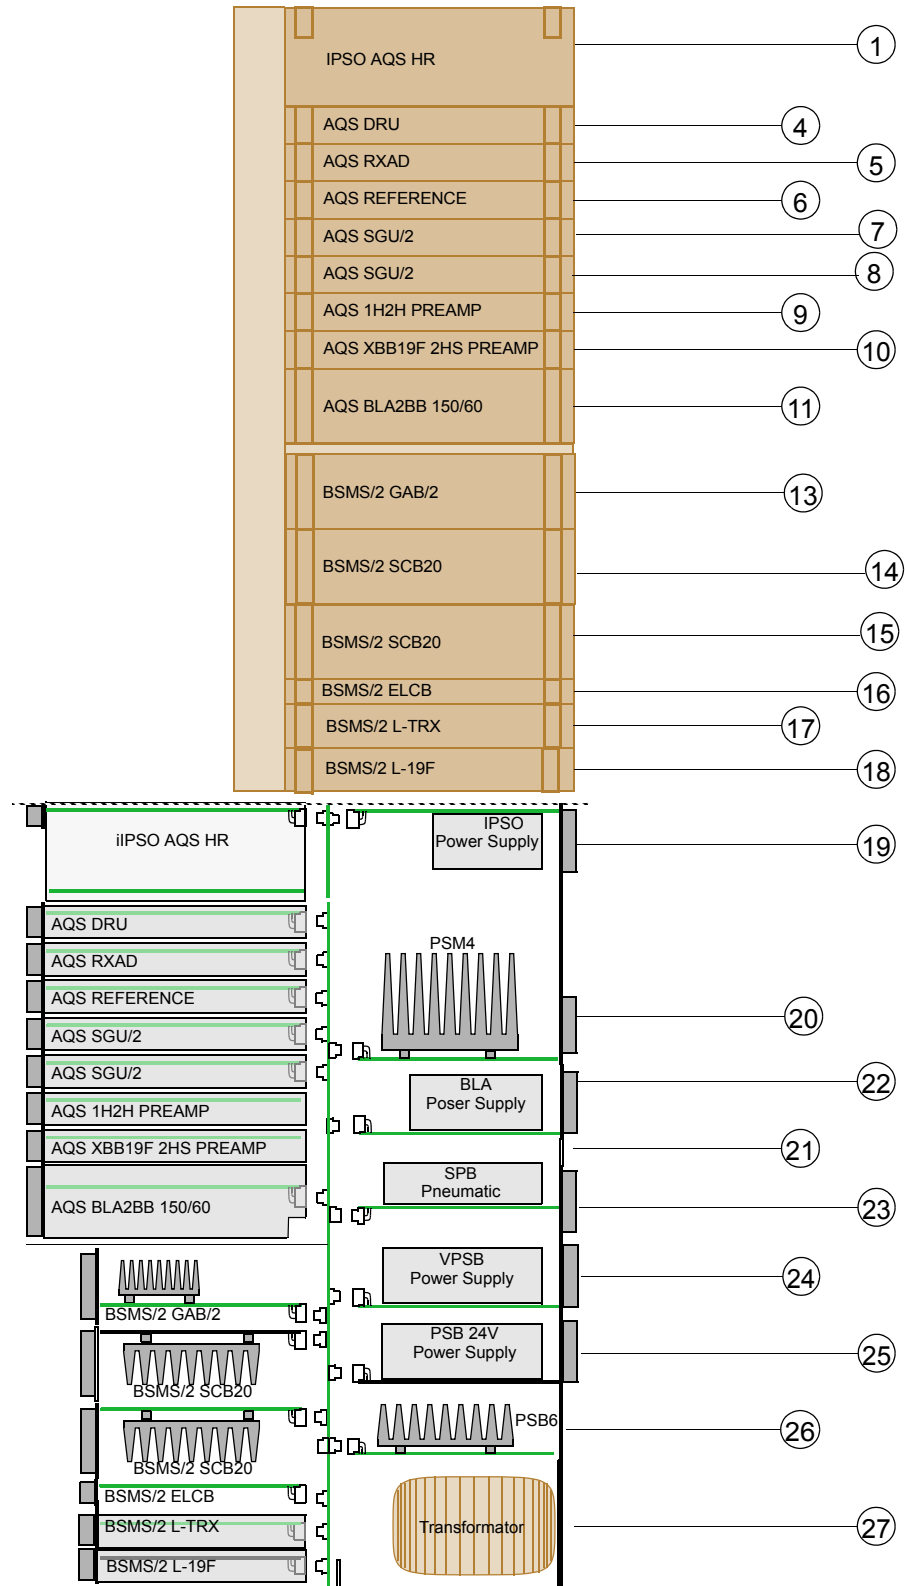 IPSO AQS HR
1
AQS DRU
4
AQS RXAD
5
AQS REFERENCE
6
AQS SGU/2
7
AQS SGU/2
8
AQS 1H2H PREAMP
9
AQS XBB19F 2HS PREAMP
10
AQS BLA2BB 150/60
11
BSMS/2 GAB/2
13
BSMS/2 SCB20
14
BSMS/2 SCB20
15
BSMS/2 ELCB
16
BSMS/2 L-TRX
17
BSMS/2 L-19F
18
iIPSO AQS HR
AQS DRU
AQS RXAD
AQS REFERENCE
AQS SGU/2
AQS SGU/2
AQS 1H2H PREAMP
AQS XBB19F 2HS PREAMP
AQS BLA2BB 150/60
BSMS/2 GAB/2
BSMS/2 SCB20
BSMS/2 SCB20
BSMS/2 ELCB
BSMS/2 L-TRX
BSMS/2 L-19F
IPSO
Power Supply
19
PSM4
20
BLA
Poser Supply
22
21
SPB
Pneumatic
23
VPSB
Power Supply
24
PSB 24V
Power Supply
25
PSB6
26
Transformator
27